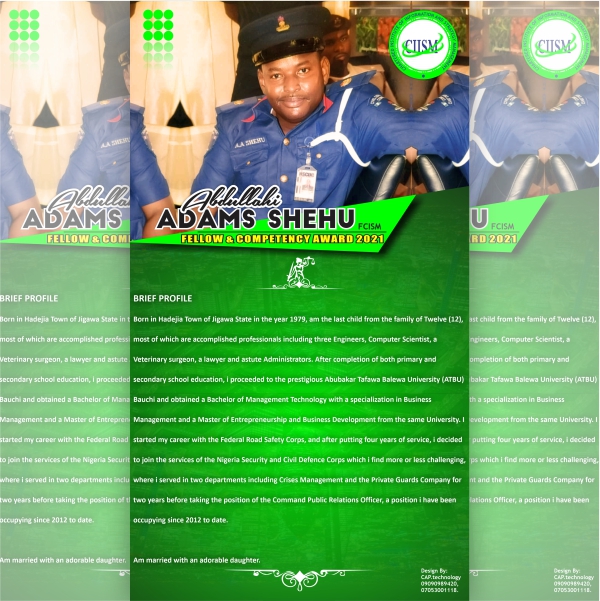 CIISM
CIISM
A.A SHEHU
A.A SHEHU
Abdullahi
ADAMS SHEHU FCISM
FELLOW & COMPETENCY AWARD 2021
BRIEF PROFILE
Born in Hadejia Town of Jigawa State in the year 1979, am the last child from the family of Twelve (12),
most of which are accomplished professionals including three Engineers, Computer Scientist, a
Veterinary surgeon, a lawyer and astute Administrators. After completion of both primary and
secondary school education, I proceeded to the prestigious Abubakar Tafawa Balewa University (ATBU)
Bauchi and obtained a Bachelor of Management Technology with a specialization in Business
Management and a Master of Entrepreneurship and Business Development from the same University. I
started my career with the Federal Road Safety Corps, and after putting four years of service, i decided
to join the services of the Nigeria Security and Civil Defence Corps which I find more or less challenging,
where i served in two departments including Crises Management and the Private Guards Company for
two years before taking the position of the Command Public Relations Officer, a position i have been
occupying since 2012 to date.
Am married with an adorable daughter.
Design By:
CAP.technology
09090989420,
07053001118.
Design By:
CAP.technology
09090989420,
07053001118.